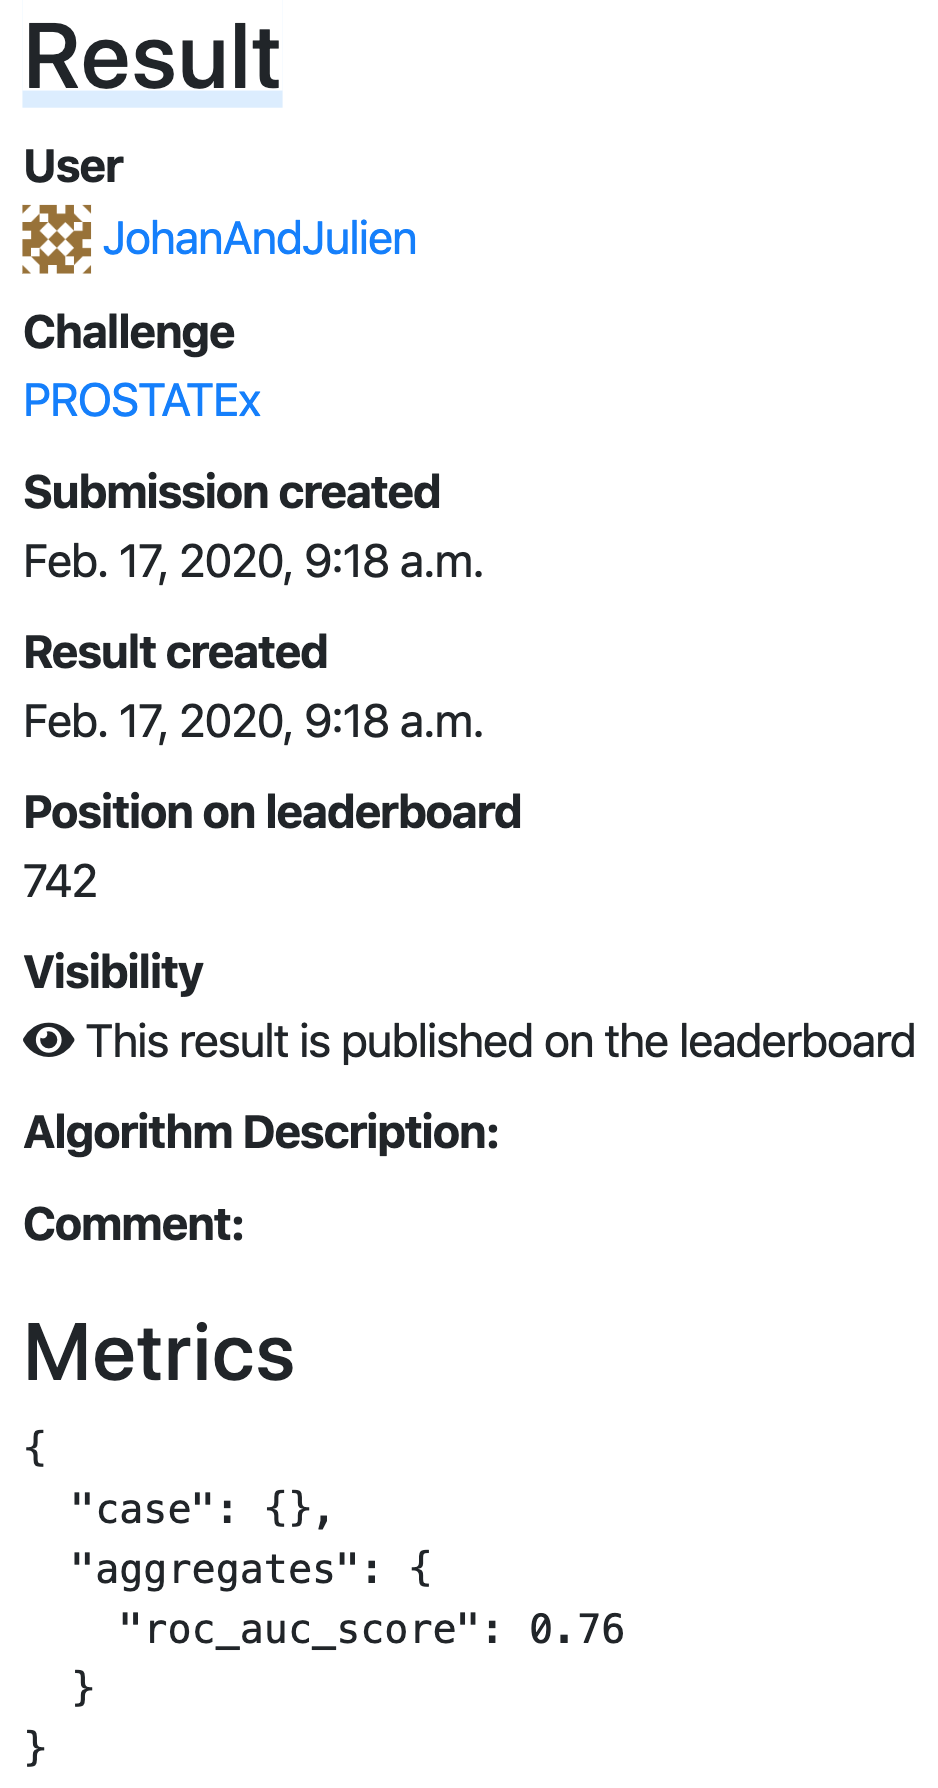 Result
User
JohanAndJulien
Challenge
PROSTATEx
Submission created
Feb. 17, 2020, 9:18 a.m.
Result created
Feb. 17, 2020, 9:18 a.m.
Position on leaderboard
742
Visibility
This result is published on the leaderboard
Algorithm Description:
Comment:
Metrics
{
  "case": {},
  "aggregates": {
    "roc_auc_score": 0.76
  }
}